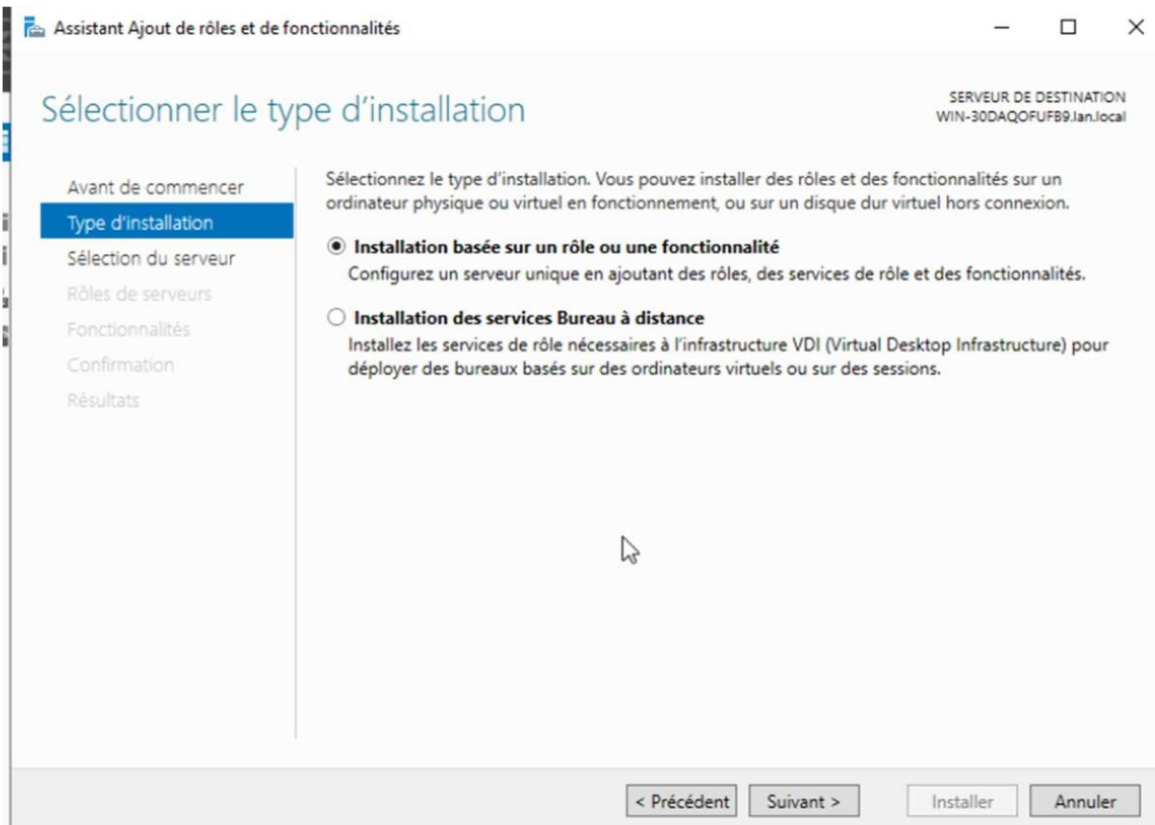 Assistant Ajout de rôles et de fonctionnalités
Sélectionner le type d'installation
SERVEUR DE DESTINATION
WIN-30DAQOFUFB9.lan.local
Avant de commencer
Type d'installation
Sélection du serveur
Rôles de serveurs
Fonctionnalités
Confirmation
Résultats
Sélectionnez le type d'installation. Vous pouvez installer des rôles et des fonctionnalités sur un
ordinateur physique ou virtuel en fonctionnement, ou sur un disque dur virtuel hors connexion.
Installation basée sur un rôle ou une fonctionnalité
Configurez un serveur unique en ajoutant des rôles, des services de rôle et des fonctionnalités.
Installation des services Bureau à distance
Installez les services de rôle nécessaires à l'infrastructure VDI (Virtual Desktop Infrastructure) pour
déployer des bureaux basés sur des ordinateurs virtuels ou sur des sessions.
< Précédent
Suivant >
Installer
Annuler